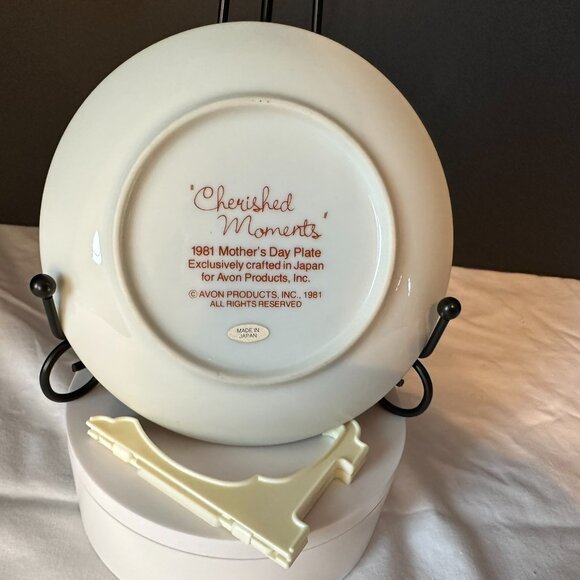 "Cherished
Moments"
1981 Mother's Day Plate
Exclusively crafted in Japan
for Avon Products, Inc.
© AVON PRODUCTS, INC., 1981
ALL RIGHTS RESERVED
MADE IN
JAPAN